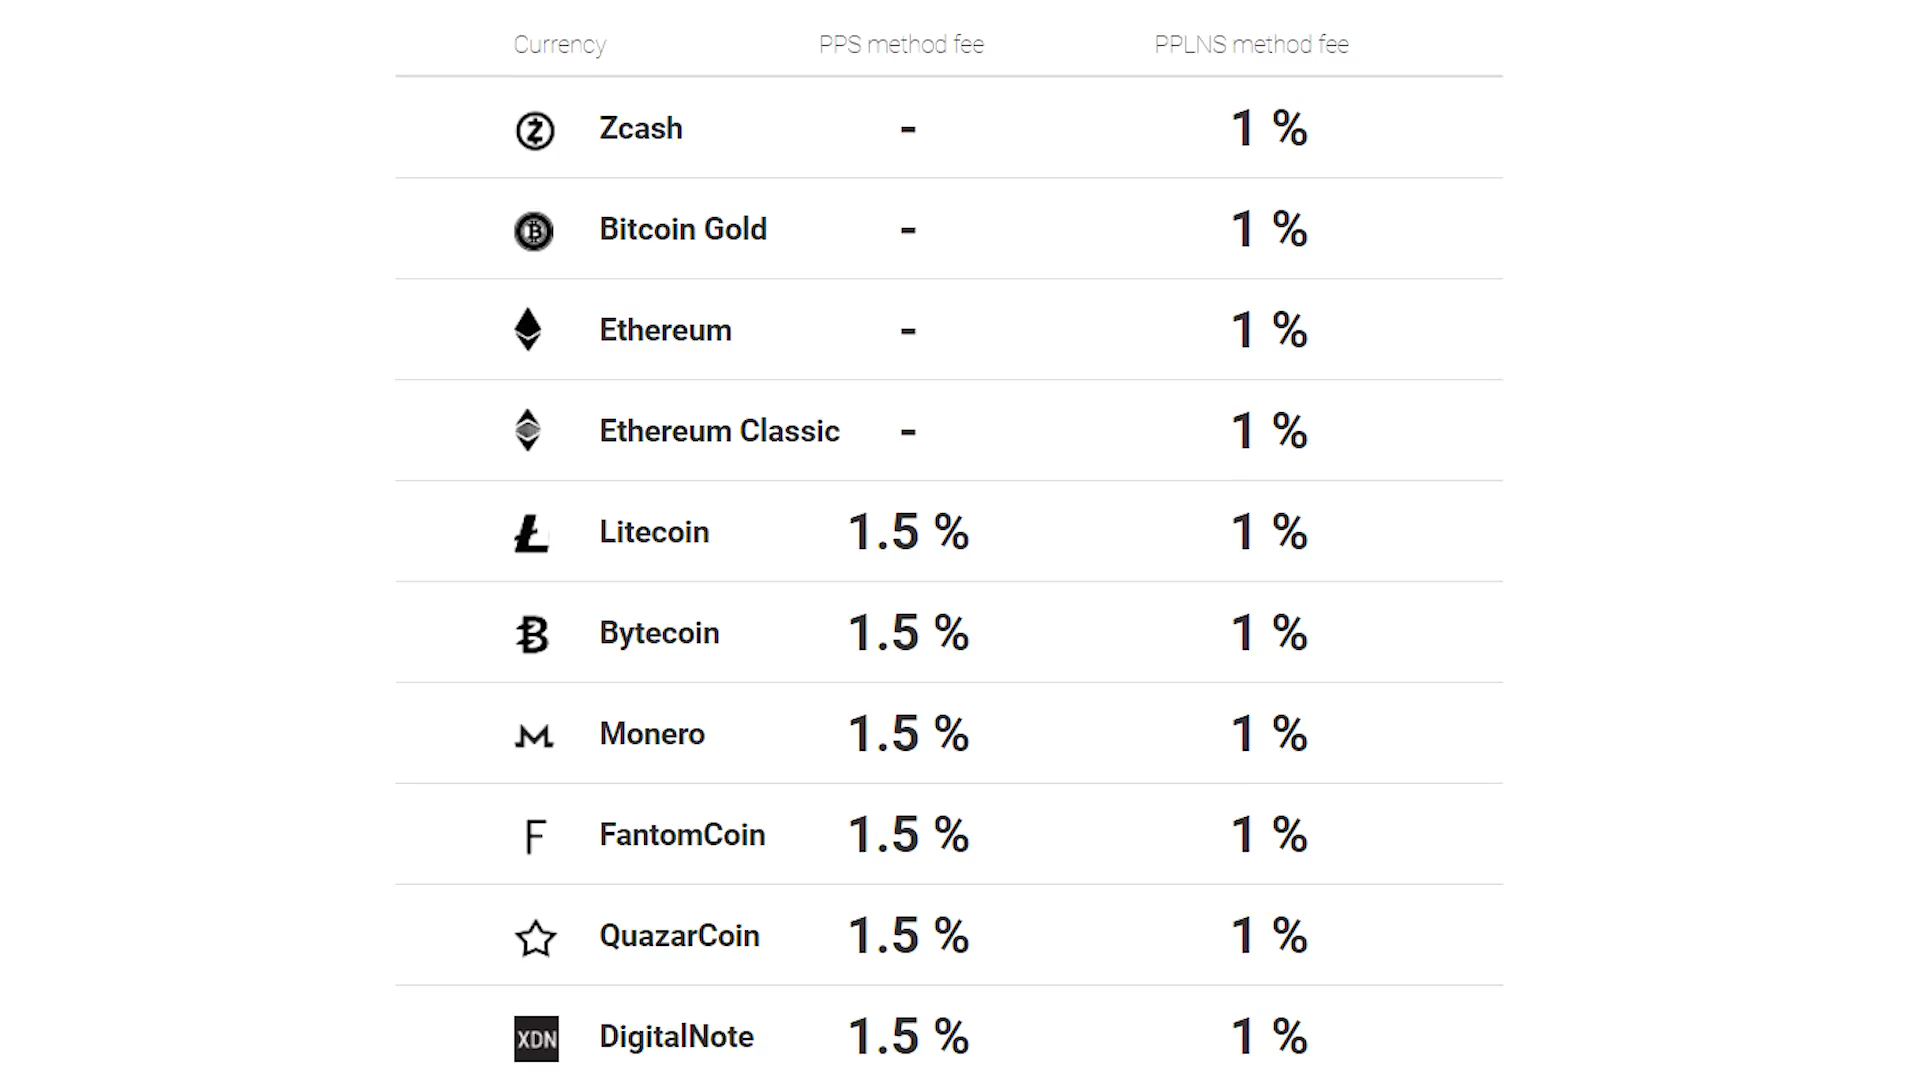 Currency PPS method fee PPLNS method fee
Zcash - 1 %
Bitcoin Gold - 1 %
Ethereum - 1 %
Ethereum Classic - 1 %
Litecoin 1.5 % 1 %
Bytecoin 1.5 % 1 %
Monero 1.5 % 1 %
F FantomCoin 1.5 % 1 %
QuazarCoin 1.5 % 1 %
XDN DigitalNote 1.5 % 1 %